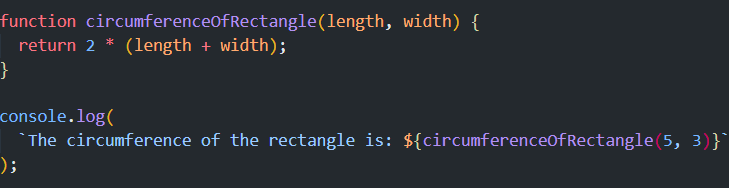 function circumferenceOfRectangle(length, width) {
  return 2 * (length + width);
}

console.log(
  `The circumference of the rectangle is: ${circumferenceOfRectangle(5, 3)}`
);